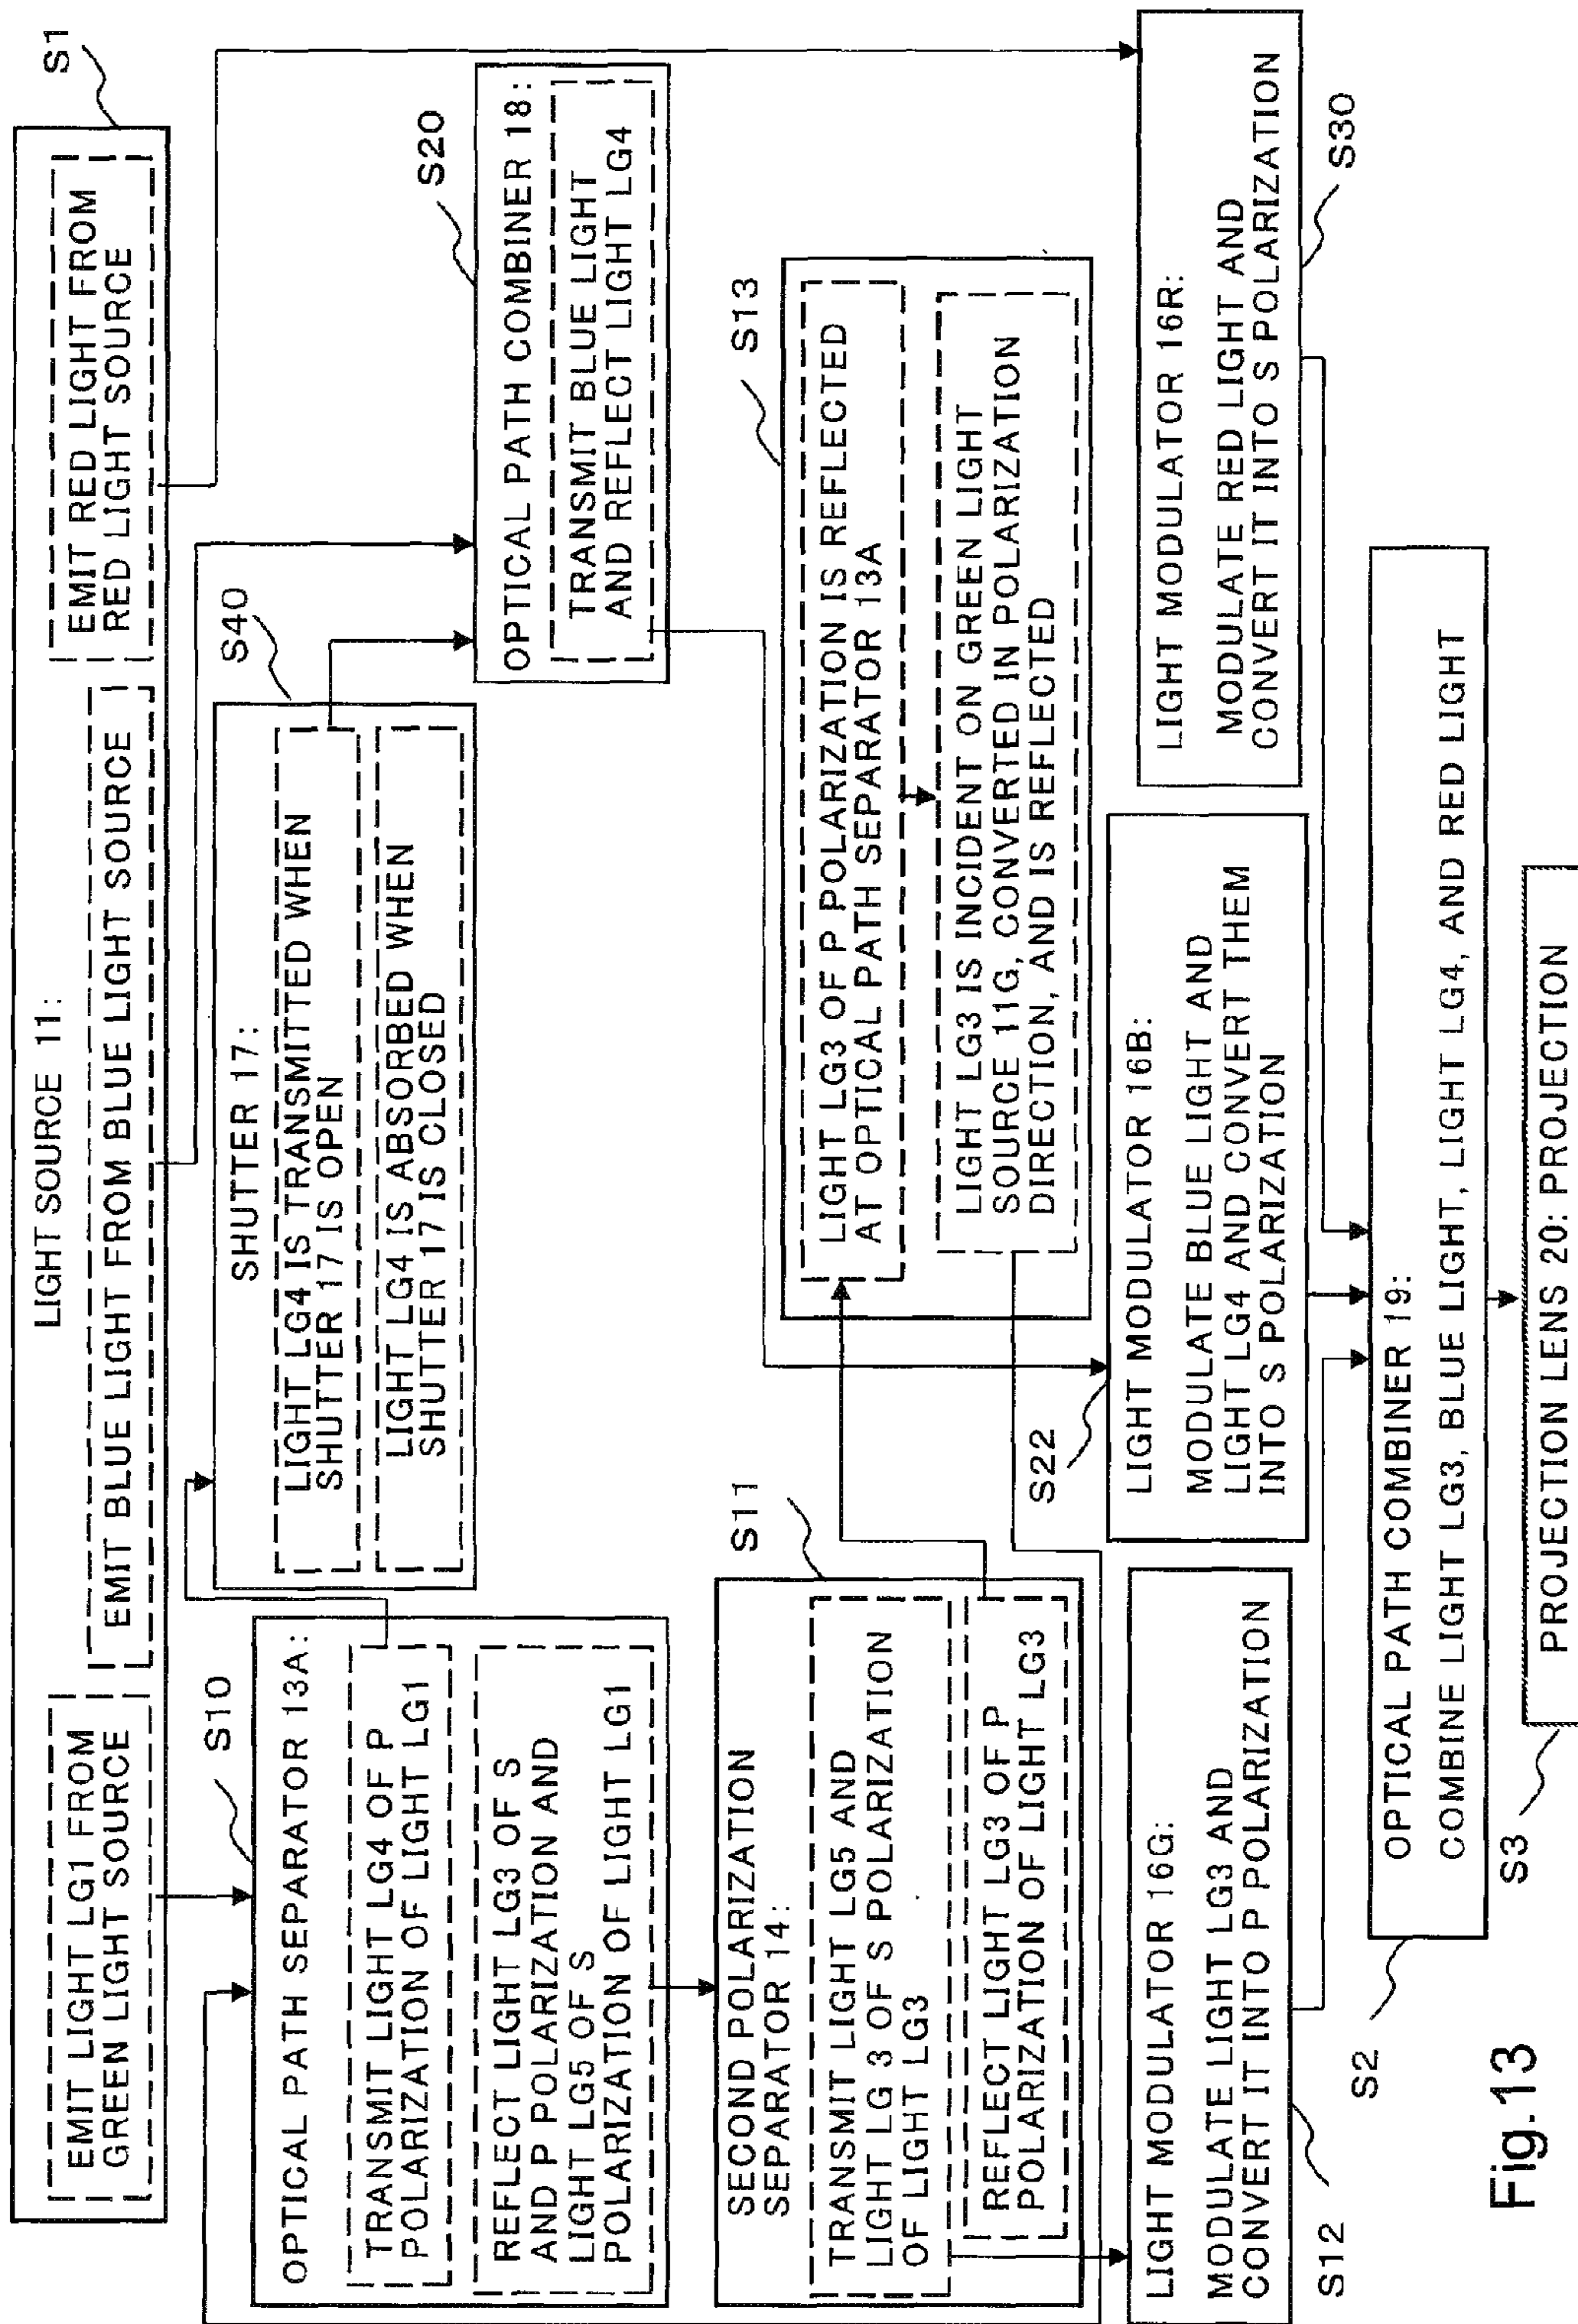 LIGHT SOURCE 11:
EMIT LIGHT LG1 FROM
GREEN LIGHT SOURCE
EMIT BLUE LIGHT FROM BLUE LIGHT SOURCE
EMIT RED LIGHT FROM
RED LIGHT SOURCE
S1
S10
OPTICAL PATH SEPARATOR 13A:
TRANSMIT LIGHT LG4 OF P
POLARIZATION OF LIGHT LG1
REFLECT LIGHT LG3 OF S
AND P POLARIZATION AND
LIGHT LG5 OF S
POLARIZATION OF LIGHT LG1
SHUTTER 17:
LIGHT LG4 IS TRANSMITTED WHEN
SHUTTER 17 IS OPEN
LIGHT LG4 IS ABSORBED WHEN
SHUTTER 17 IS CLOSED
S40
S20
OPTICAL PATH COMBINER 18:
TRANSMIT BLUE LIGHT
AND REFLECT LIGHT LG4
S11
SECOND POLARIZATION
SEPARATOR 14:
TRANSMIT LIGHT LG5 AND
LIGHT LG 3 OF S POLARIZATION
OF LIGHT LG3
REFLECT LIGHT LG3 OF P
POLARIZATION OF LIGHT LG3
S13
LIGHT LG3 OF P POLARIZATION IS REFLECTED
AT OPTICAL PATH SEPARATOR 13A
LIGHT LG3 IS INCIDENT ON GREEN LIGHT
SOURCE 11G, CONVERTED IN POLARIZATION
DIRECTION, AND IS REFLECTED
LIGHT MODULATOR 16G:
MODULATE LIGHT LG3 AND
CONVERT IT INTO P POLARIZATION
S12
S22
LIGHT MODULATOR 16B:
MODULATE BLUE LIGHT AND
LIGHT LG4 AND CONVERT THEM
INTO S POLARIZATION
LIGHT MODULATOR 16R:
MODULATE RED LIGHT AND
CONVERT IT INTO S POLARIZATION
S30
OPTICAL PATH COMBINER 19:
COMBINE LIGHT LG3, BLUE LIGHT, LIGHT LG4, AND RED LIGHT
S2
S3
PROJECTION LENS 20: PROJECTION
Fig.13